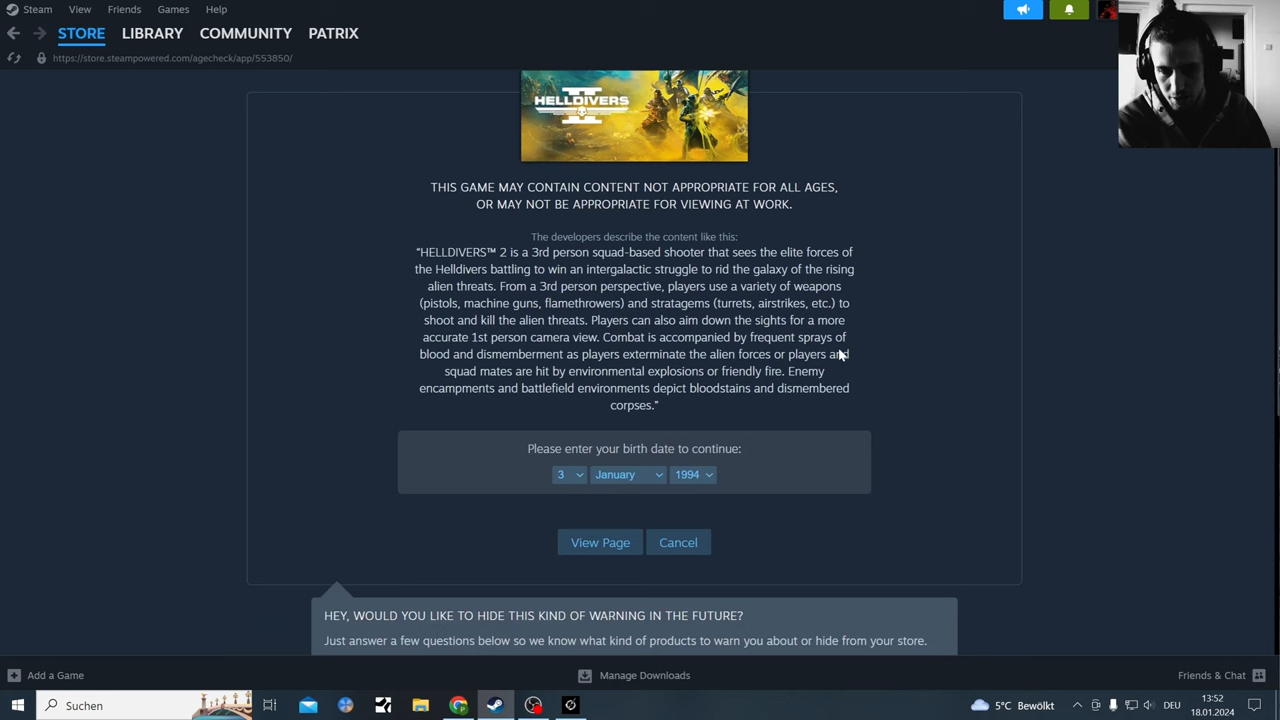 Steam View Friends Games Help
STORE LIBRARY COMMUNITY PATRIX
https://store.steampowered.com/agecheck/app/553850/
HELLDIVERS
II
THIS GAME MAY CONTAIN CONTENT NOT APPROPRIATE FOR ALL AGES,
OR MAY NOT BE APPROPRIATE FOR VIEWING AT WORK.
The developers describe the content like this:
“HELLDIVERS™ 2 is a 3rd person squad-based shooter that sees the elite forces of
the Helldivers battling to win an intergalactic struggle to rid the galaxy of the rising
alien threats. From a 3rd person perspective, players use a variety of weapons
(pistols, machine guns, flamethrowers) and stratagems (turrets, airstrikes, etc.) to
shoot and kill the alien threats. Players can also aim down the sights for a more
accurate 1st person camera view. Combat is accompanied by frequent sprays of
blood and dismemberment as players exterminate the alien forces or players and
squad mates are hit by environmental explosions or friendly fire. Enemy
encampments and battlefield environments depict bloodstains and dismembered
corpses.”
Please enter your birth date to continue:
3 January 1994
View Page Cancel
HEY, WOULD YOU LIKE TO HIDE THIS KIND OF WARNING IN THE FUTURE?
Just answer a few questions below so we know what kind of products to warn you about or hide from your store.
Add a Game Manage Downloads Friends & Chat
Suchen 5°C Bewölkt DEU 13:52
18.01.2024